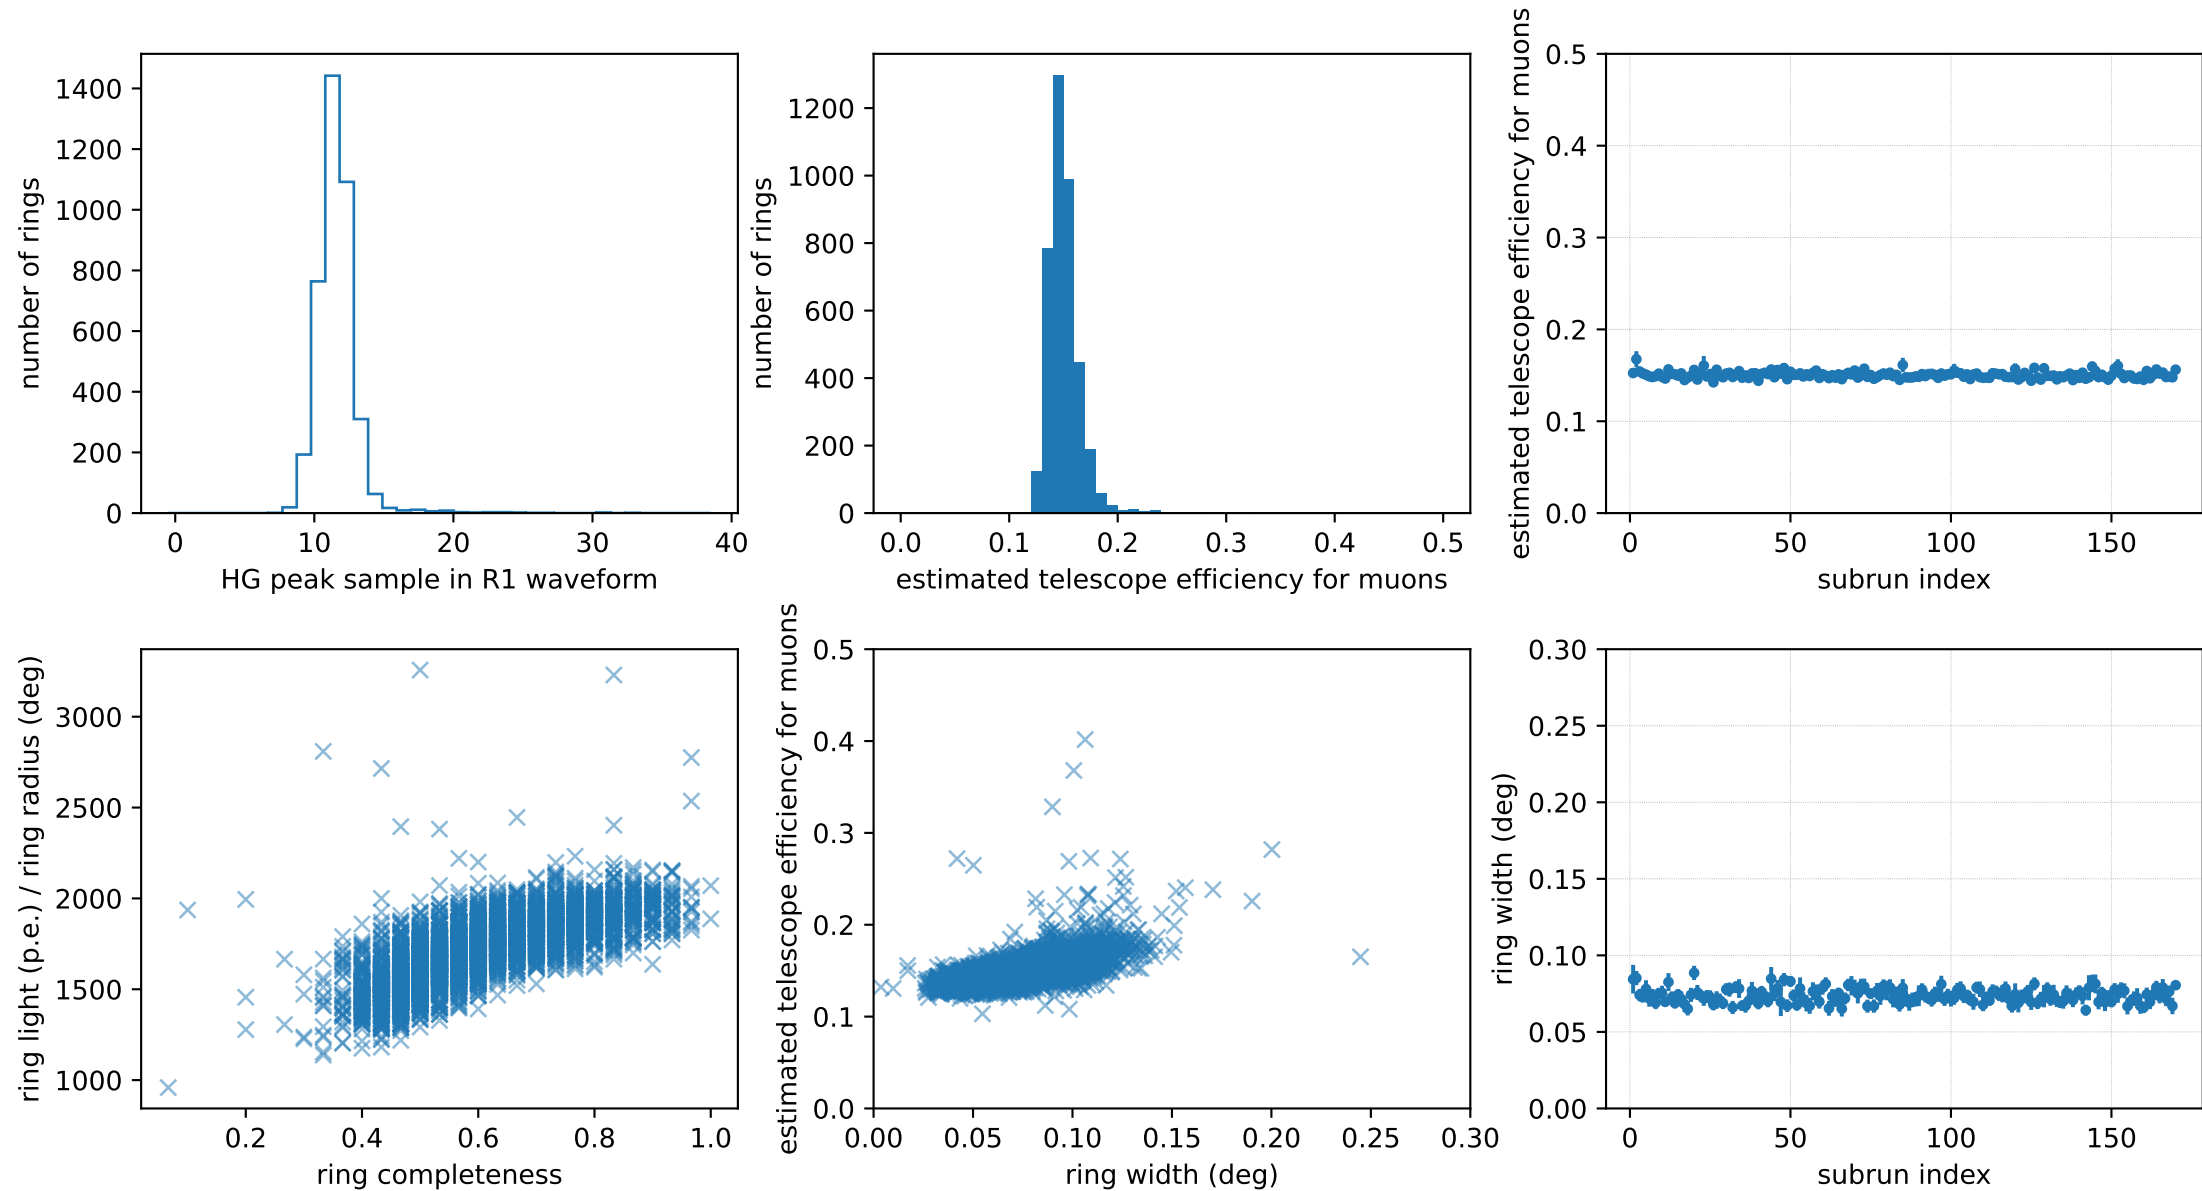 number of rings
1400
1200
1000
800
600
400
200
0
0 10 20 30 40
HG peak sample in R1 waveform
number of rings
1200
1000
800
600
400
200
0
0.0 0.1 0.2 0.3 0.4 0.5
estimated telescope efficiency for muons
estimated telescope efficiency for muons
0.5
0.4
0.3
0.2
0.1
0.0
0 50 100 150
subrun index
ring light (p.e.) / ring radius (deg)
3000
2500
2000
1500
1000
0.2 0.4 0.6 0.8 1.0
ring completeness
estimated telescope efficiency for muons
0.5
0.4
0.3
0.2
0.1
0.0
0.00 0.05 0.10 0.15 0.20 0.25 0.30
ring width (deg)
ring width (deg)
0.30
0.25
0.20
0.15
0.10
0.05
0.00
0 50 100 150
subrun index